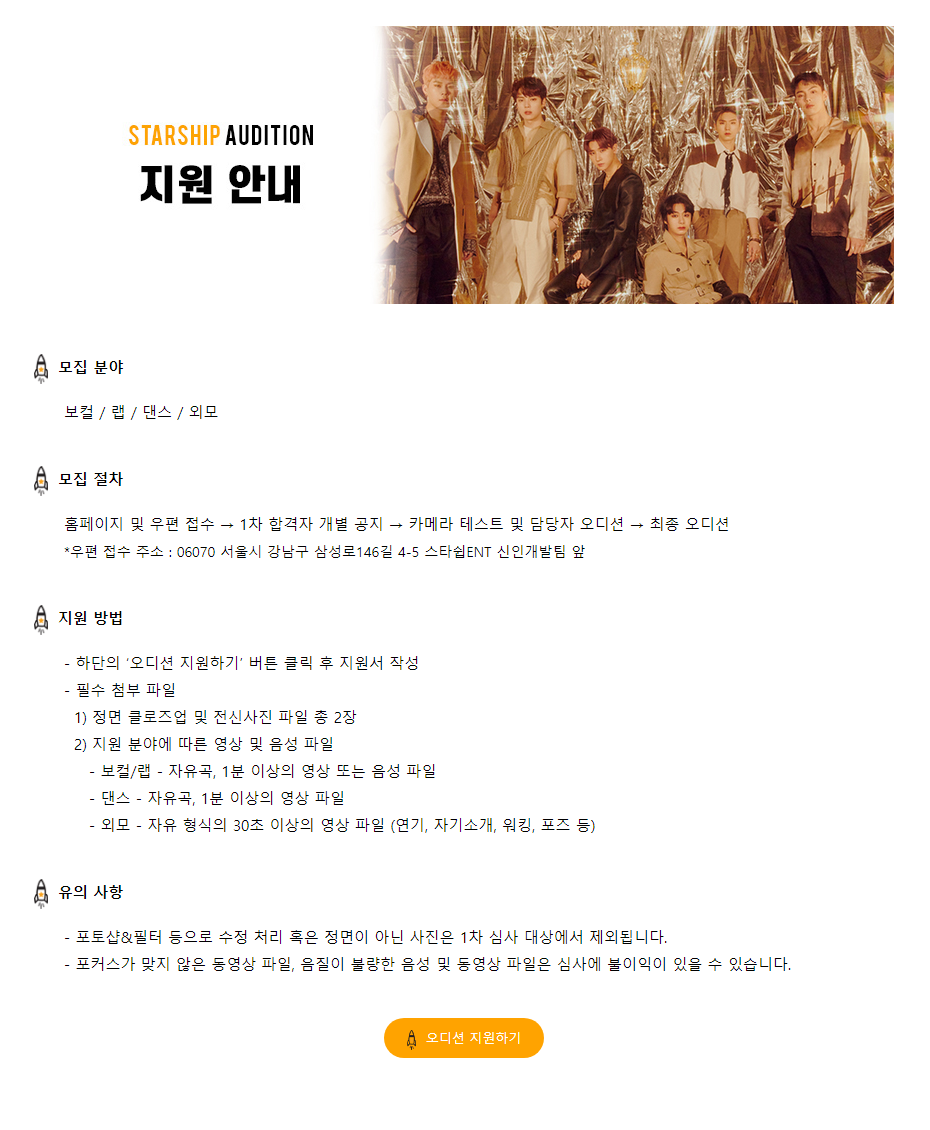 STARSHIP AUDITION
지원 안내
모집 분야
보컬 / 랩 / 댄스 / 외모
모집 절차
홈페이지 및 우편 접수 → 1차 합격자 개별 공지 → 카메라 테스트 및 담당자 오디션 → 최종 오디션
*우편 접수 주소 : 06070 서울시 강남구 삼성로146길 4-5 스타쉽ENT 신인개발팀 앞
지원 방법
- 하단의 ‘오디션 지원하기’ 버튼 클릭 후 지원서 작성
- 필수 첨부 파일
1) 정면 클로즈업 및 전신사진 파일 총 2장
2) 지원 분야에 따른 영상 및 음성 파일
- 보컬/랩 - 자유곡, 1분 이상의 영상 또는 음성 파일
- 댄스 - 자유곡, 1분 이상의 영상 파일
- 외모 - 자유 형식의 30초 이상의 영상 파일 (연기, 자기소개, 워킹, 포즈 등)
유의 사항
- 포토샵&필터 등으로 수정 처리 혹은 정면이 아닌 사진은 1차 심사 대상에서 제외됩니다.
- 포커스가 맞지 않은 동영상 파일, 음질이 불량한 음성 및 동영상 파일은 심사에 불이익이 있을 수 있습니다.
오디션 지원하기